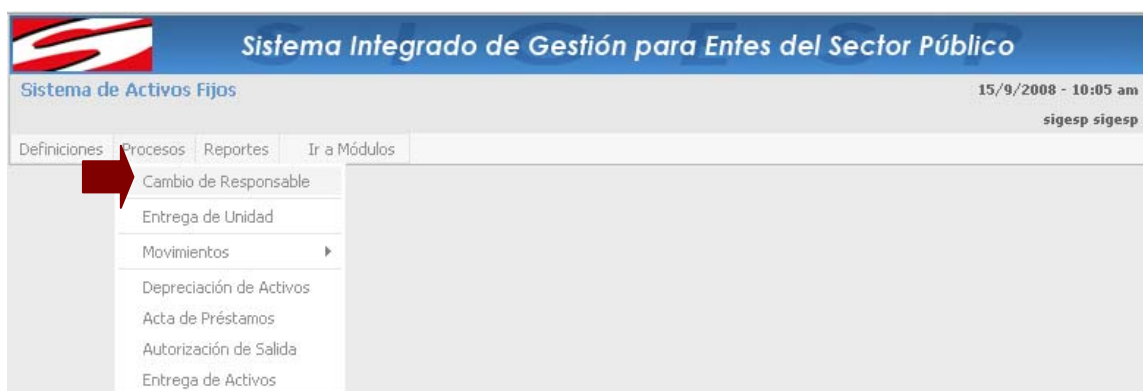 Sistema Integrado de Gestión para Entes del Sector Público
Sistema de Activos Fijos
15/9/2008 - 10:05 am
sigesp sigesp
Definiciones Procesos Reportes Ir a Módulos
Cambio de Responsable
Entrega de Unidad
Movimientos
Depreciación de Activos
Acta de Préstamos
Autorización de Salida
Entrega de Activos